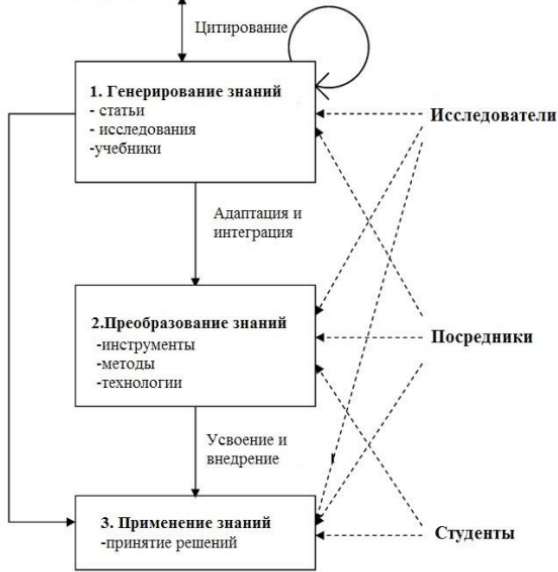 Цитирование
1. Генерирование знаний
- статьи
- исследования
-учебники
Исследователи
Адаптация и
интеграция
2.Преобразование знаний
-инструменты
-методы
-технологии
Посредники
Усвоение и
внедрение
3. Применение знаний
-принятие решений
Студенты